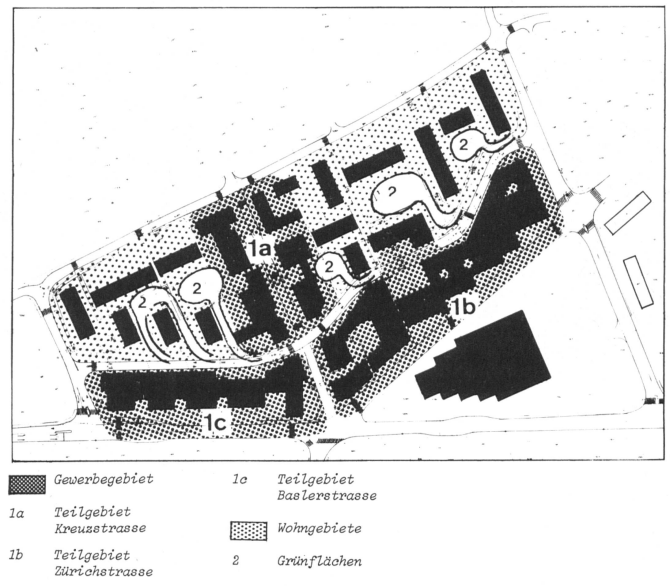 2
2
1a
2
2
2
1b
1c
Gewerbegebiet
1a Teilgebiet
Kreuzstrasse
1b Teilgebiet
Zürichstrasse
1c Teilgebiet
Baslerstrasse
Wohngebiete
2 Grünflächen